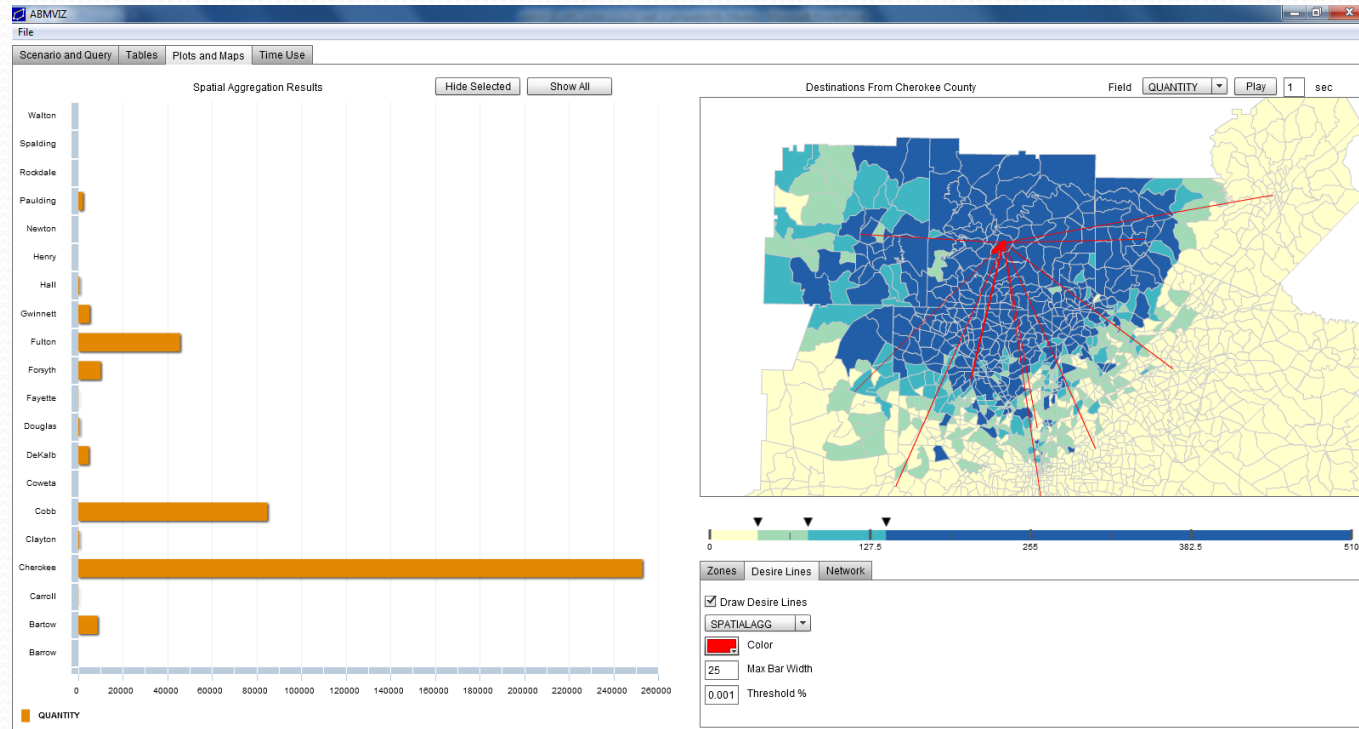 ABMVIZ
File
Scenario and Query Tables Plots and Maps Time Use
Spatial Aggregation Results Hide Selected Show All
Walton
Spalding
Rockdale
Paulding
Newton
Henry
Hall
Gwinnett
Fulton
Forsyth
Fayette
Douglas
DeKalb
Coweta
Cobb
Clayton
Cherokee
Carroll
Bartow
Barrow
0 20000 40000 60000 80000 100000 120000 140000 160000 180000 200000 220000 240000 260000
QUANTITY
Destinations From Cherokee County Field QUANTITY Play 1 sec
0 127.5 255 382.5 510
Zones Desire Lines Network
Draw Desire Lines
SPATIALAGG
Color
25 Max Bar Width
0.001 Threshold %